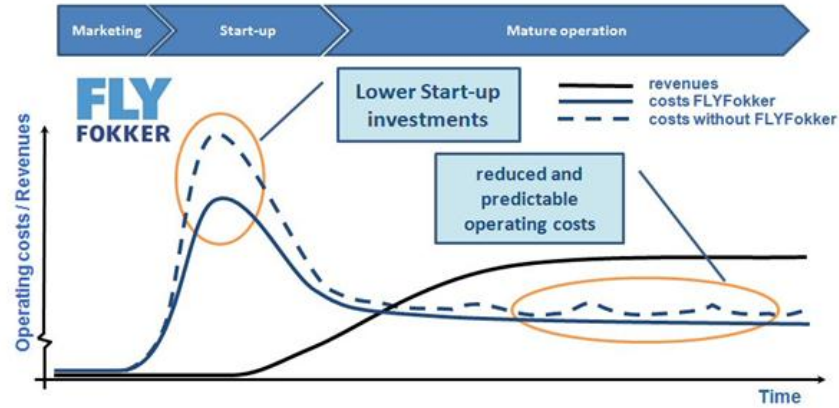 Marketing
Start-up
Mature operation
FLY
FOKKER
Lower Start-up
investments
revenues
costs FLYFokker
costs without FLYFokker
reduced and
predictable
operating costs
Operating costs / Revenues
Time